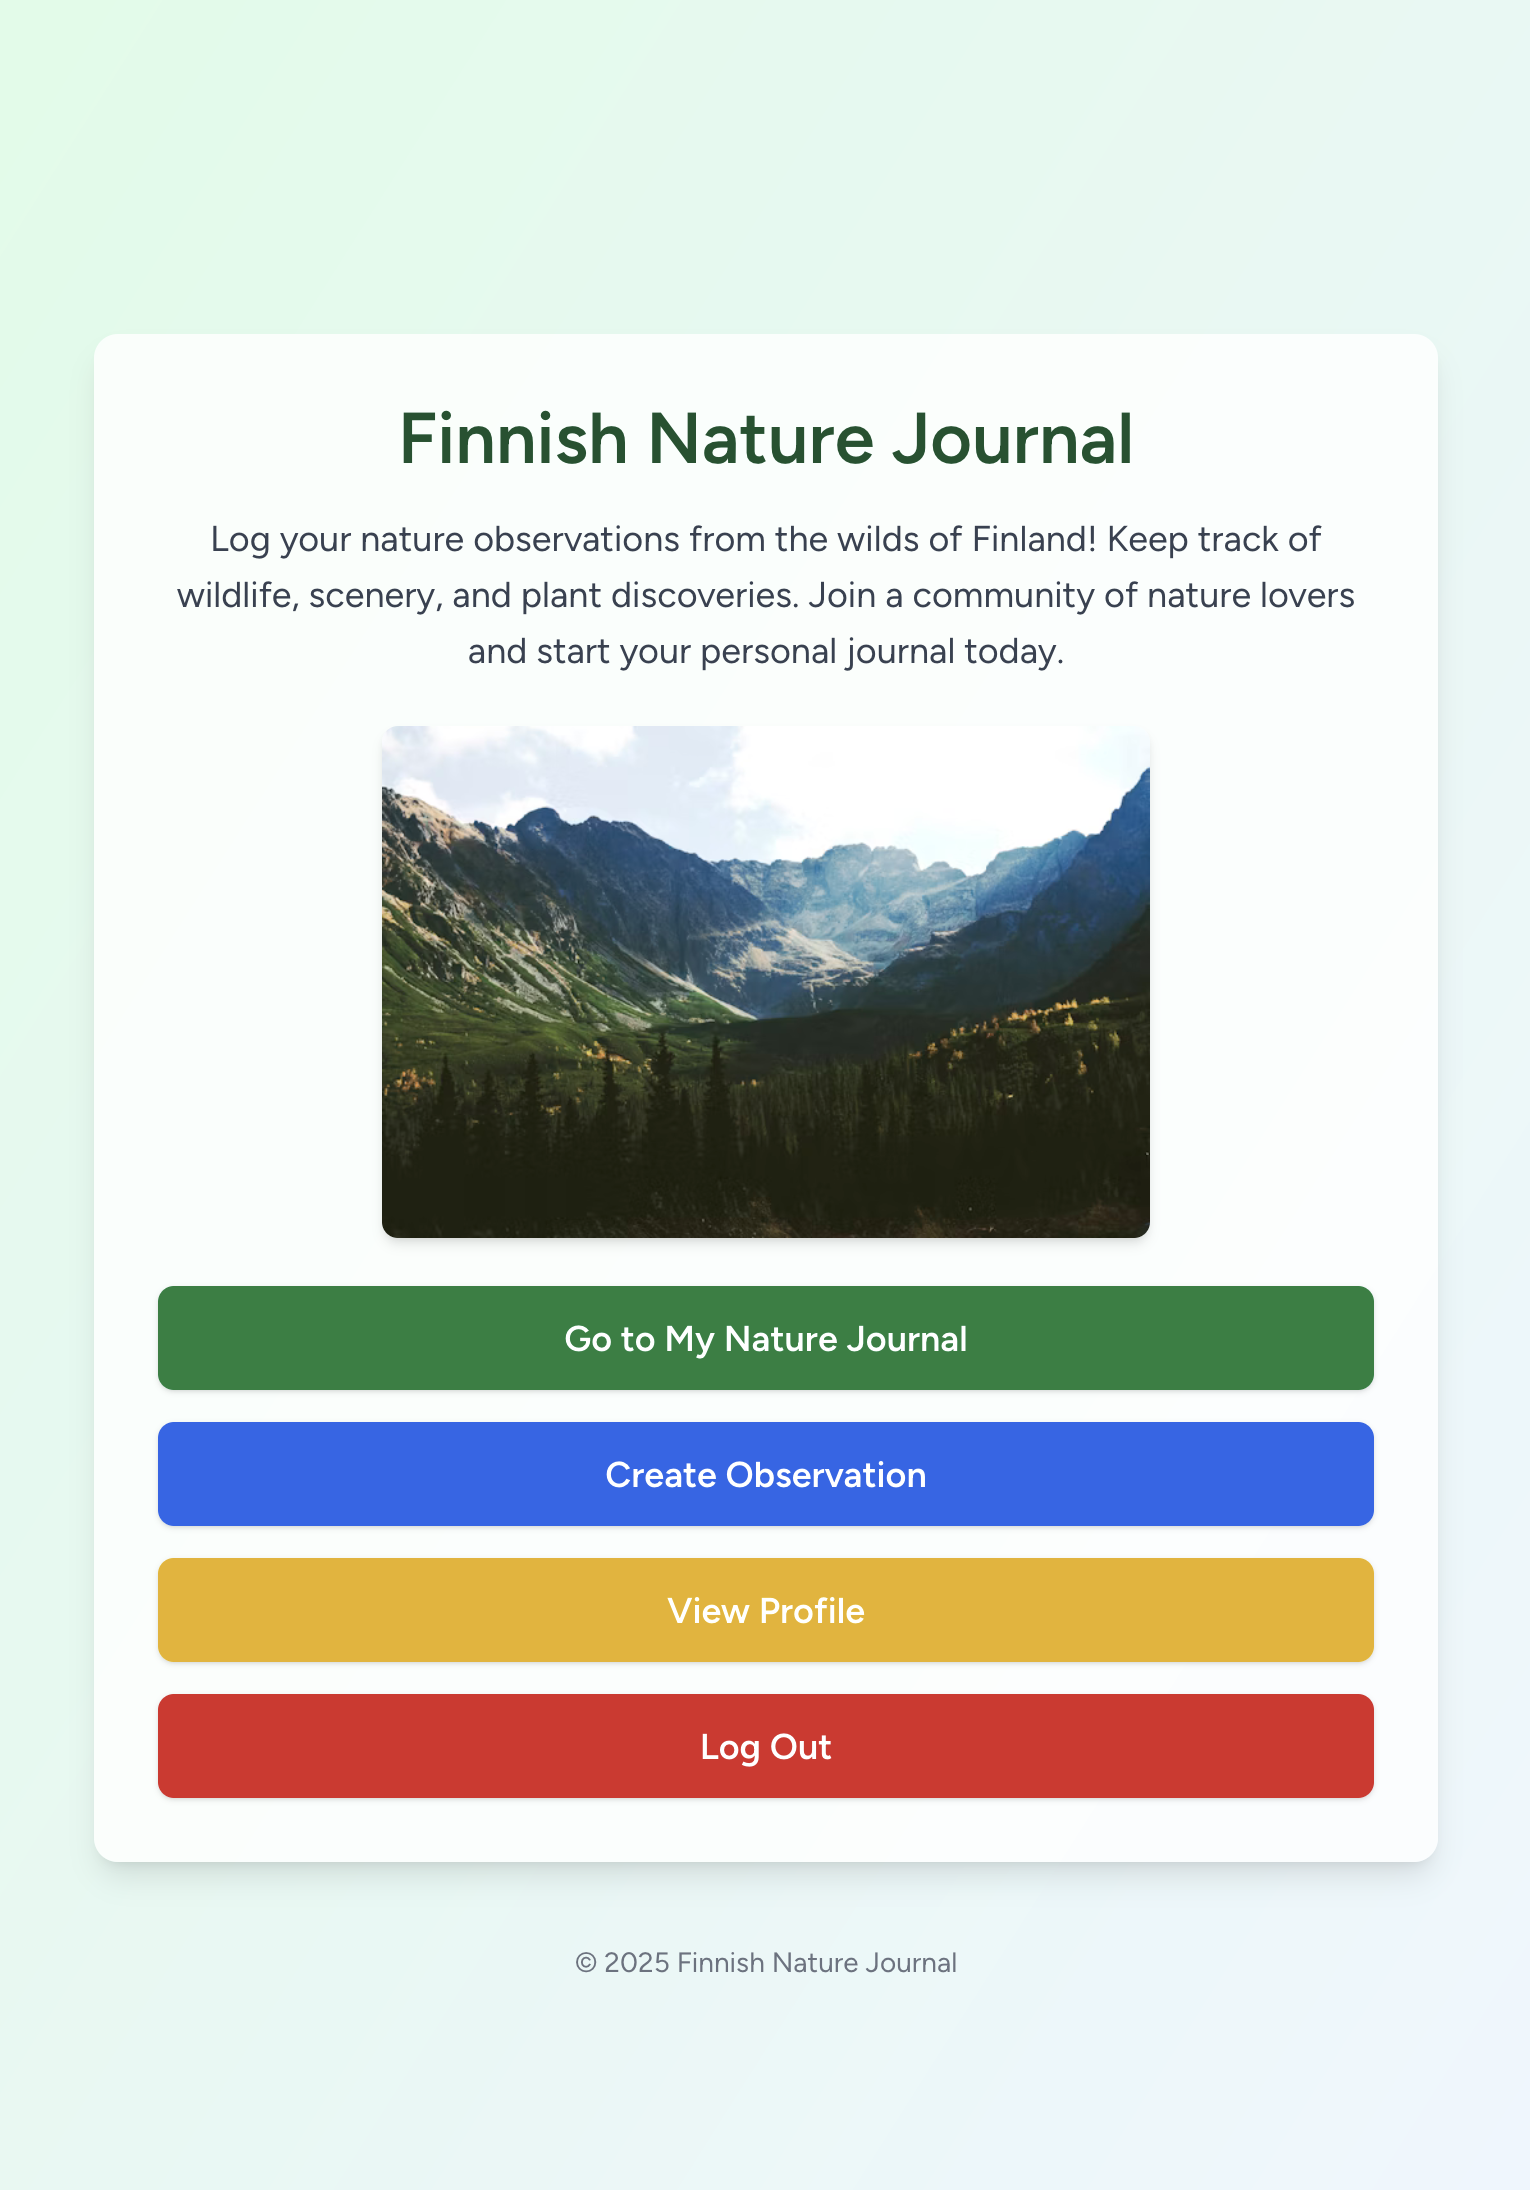 Finnish Nature Journal
Log your nature observations from the wilds of Finland! Keep track of
wildlife, scenery, and plant discoveries. Join a community of nature lovers
and start your personal journal today.
Go to My Nature Journal
Create Observation
View Profile
Log Out
© 2025 Finnish Nature Journal